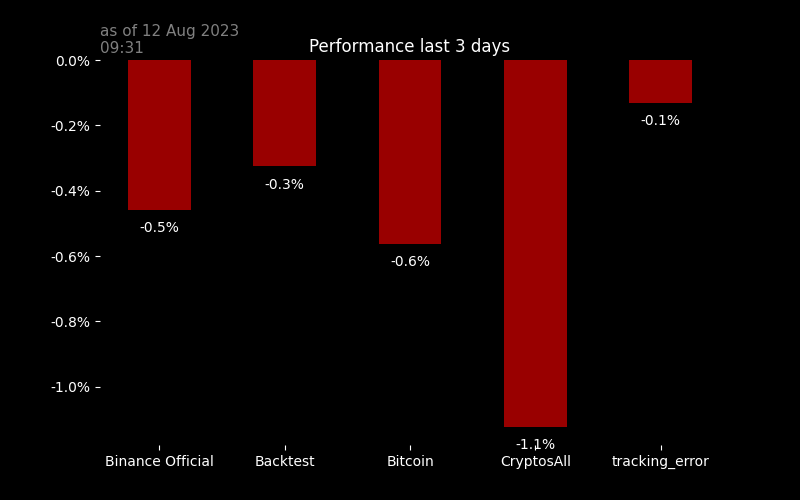 as of 12 Aug 2023
09:31
Performance last 3 days
0.0%
-0.2%
-0.4%
-0.6%
-0.8%
-1.0%
-0.5%
-0.3%
-0.6%
-1.1%
-0.1%
Binance Official
Backtest
Bitcoin
CryptosAll
tracking_error